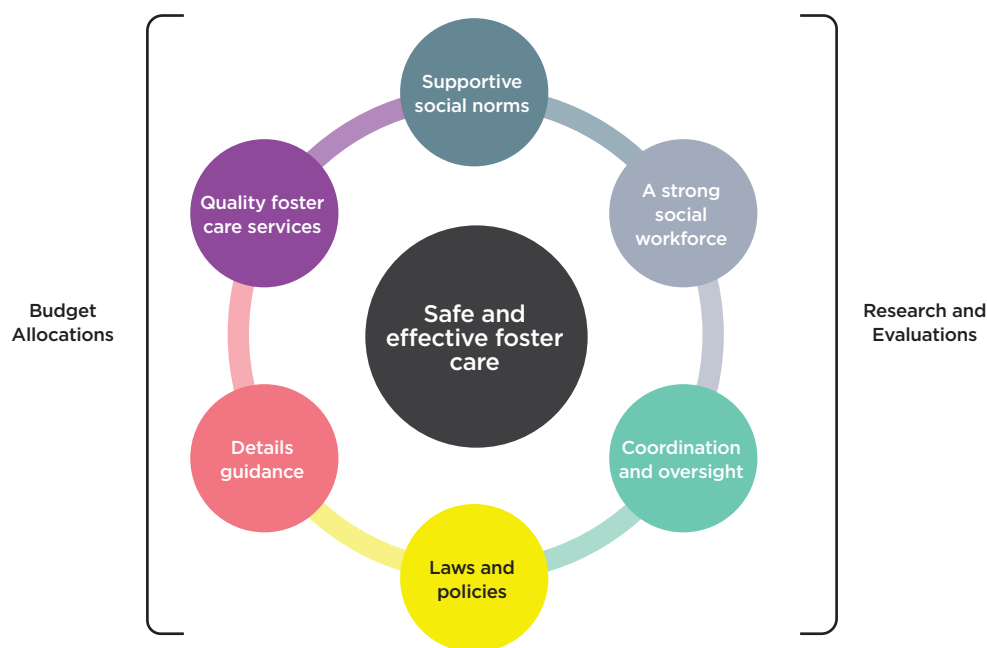 Supportive
social norms
Quality foster
care services
A strong
social
workforce
Budget
Allocations
Safe and
effective foster
care
Research and
Evaluations
Details
guidance
Coordination
and oversight
Laws and
policies